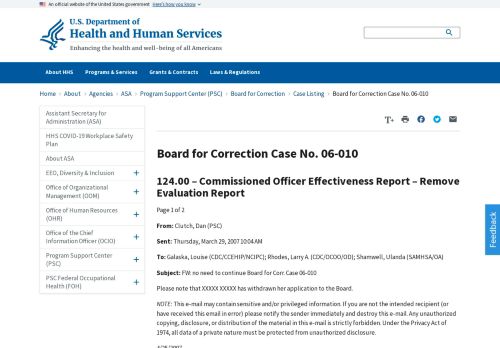 An official website of the United States government Here's how you know
U.S. Department of
Health and Human Services
Enhancing the health and well-being of all Americans
About HHS Programs & Services Grants & Contracts Laws & Regulations
Home > About > Agencies > ASA > Program Support Center (PSC) > Board for Correction > Case Listing > Board for Correction Case No. 06-010
Assistant Secretary for
Administration (ASA)
HHS COVID-19 Workplace Safety
Plan
About ASA
EEO, Diversity & Inclusion
Office of Organizational
Management (OOM)
Office of Human Resources
(OHR)
Office of the Chief
Information Officer (OCIO)
Program Support Center
(PSC)
PSC Federal Occupational
Health (FOH)
T+
Board for Correction Case No. 06-010
124.00 – Commissioned Officer Effectiveness Report – Remove
Evaluation Report
Page 1 of 2
From: Clutch, Dan (PSC)
Sent: Thursday, March 29, 2007 10:04 AM
To: Galaska, Louise (CDC/CCEHIP/NCIPC); Rhodes, Larry A. (CDC/OCOO/OD); Shamwell, Ulanda (SAMHSA/OA)
Subject: FW: no need to continue Board for Corr. Case 06-010
Please note that XXXXX XXXXX has withdrawn her application to the Board.
NOTE: This e-mail may contain sensitive and/or privileged information. If you are not the intended recipient (or
have received this email in error) please notify the sender immediately and destroy this e-mail. Any unauthorized
copying, disclosure, or distribution of the material in this e-mail is strictly forbidden. Under the Privacy Act of
1974, all data of a private nature must be protected from unauthorized disclosure.
Feedback